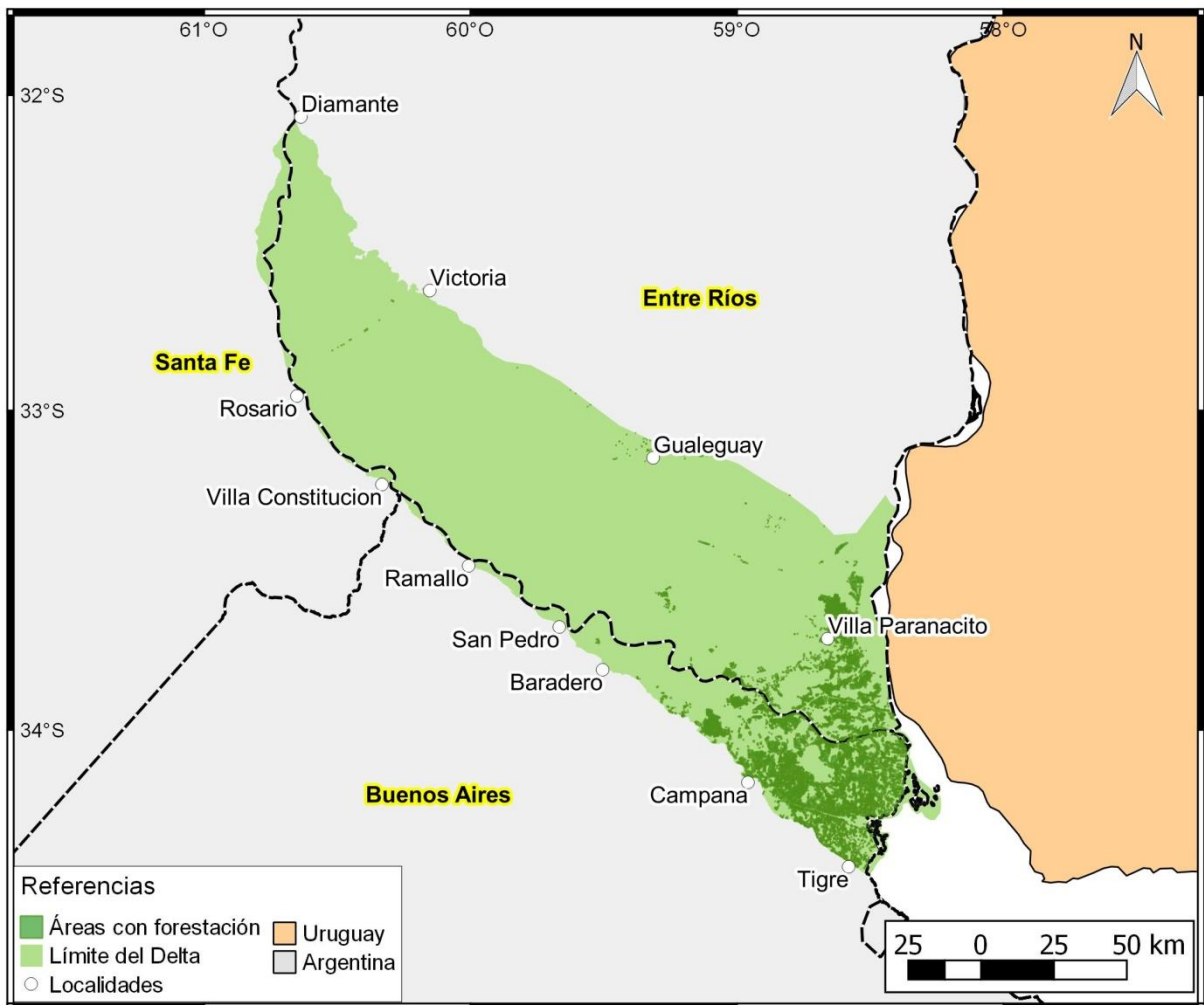 61°O 60°O 59°O 58°O
N
32°S
Diamante
Victoria
Entre Ríos
Santa Fe
Rosario
33°S
Gualeguay
Villa Constitucion
Ramallo
San Pedro
Villa Paranacito
Baradero
34°S
Campana
Buenos Aires
Tigre
Referencias
Áreas con forestación
Límite del Delta
Localidades
Uruguay
Argentina
25 0 25 50 km